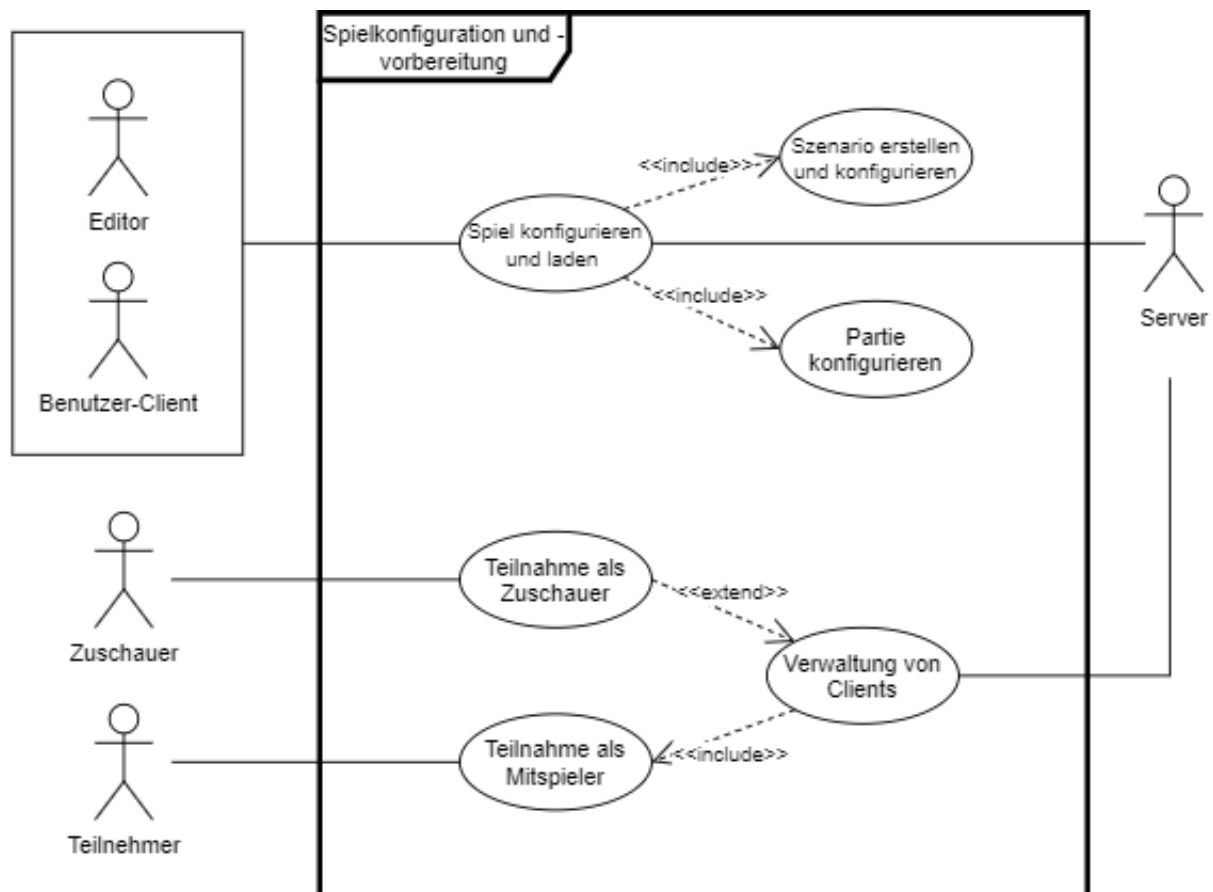 Spielkonfiguration und -
vorbereitung
Editor
Benutzer-Client
Szenario erstellen
und konfigurieren
<<include>>
Spiel konfigurieren
und laden
<<include>>
Partie
konfigurieren
Server
Zuschauer
Teilnahme als
Zuschauer
<<extend>>
Verwaltung von
Clients
Teilnahme als
Mitspieler
<<include>>
Teilnehmer